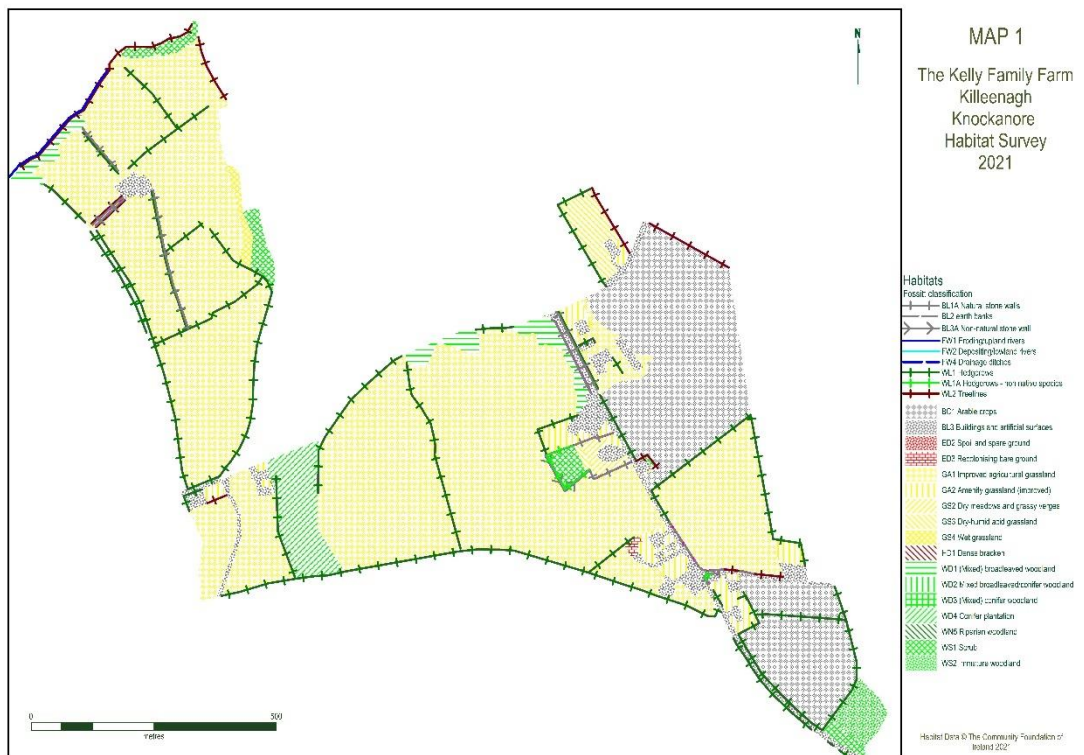 N
MAP 1
The Kelly Family Farm
Killeenagh
Knockanore
Habitat Survey
2021
Habitats
Fossitt classification
BL1A Natural stone walls
BL2 earth banks
BL3A Non-natural stone wall
FW1 Eroding/upland rivers
FW2 Depositing/lowland rivers
FW4 Drainage ditches
WL1 Hedgerows
WL1A Hedgerows - non native species
WL2 Treelines
BC1 Arable crops
BL3 Buildings and artificial surfaces
ED2 Spoil and spare ground
ED3 Recolonising bare ground
GA1 Improved agricultural grassland
GA2 Amenity grassland (improved)
GS2 Dry meadows and grassy verges
GS3 Dry-humid acid grassland
GS4 Wet grassland
HD1 Dense bracken
WD1 (Mixed) broadleaved woodland
WD2 Mixed broadleaved/conifer woodland
WD3 (Mixed) conifer woodland
WD4 Conifer plantation
WN5 Riparian woodland
WS1 Scrub
WS2 Immature woodland
0
500
metres
Habitat Data © The Community Foundation of
Ireland 2021